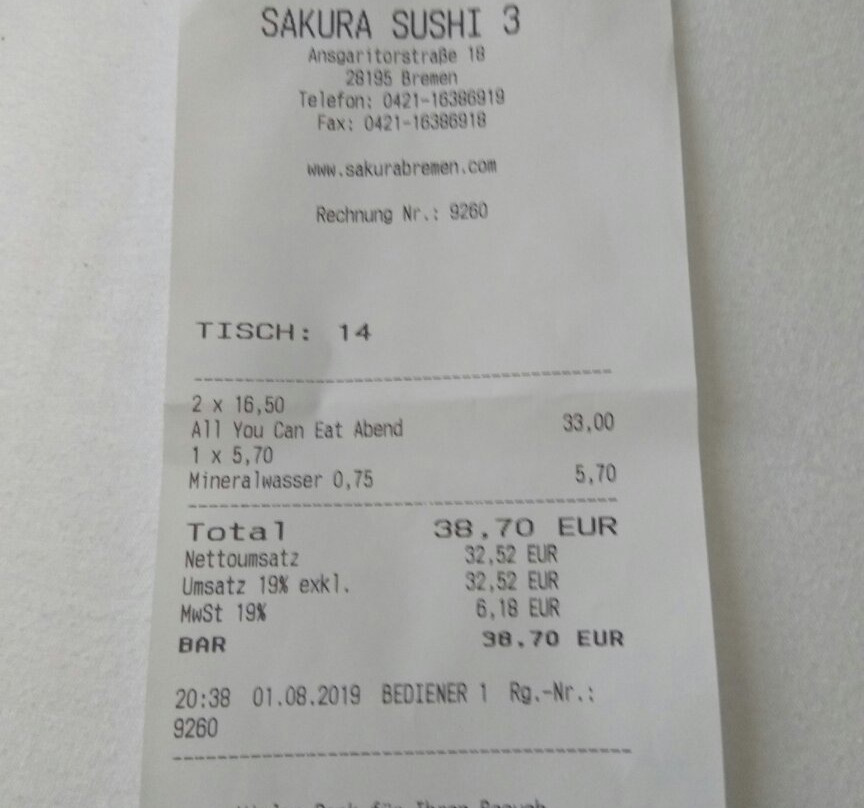 SAKURA SUSHI 3
Ansgaritorstraße 18
28195 Bremen
Telefon: 0421-16386919
Fax: 0421-16386918
www.sakurabremen.com
Rechnung Nr.: 9260
TISCH: 14
2 x 16,50
All You Can Eat Abend 33,00
1 x 5,70
Mineralwasser 0,75 5,70
Total 38,70 EUR
Nettoumsatz 32,52 EUR
Umsatz 19% exkl. 32,52 EUR
MwSt 19% 6,18 EUR
BAR 38.70 EUR
20:38 01.08.2019 BEDIENER 1 Rg.-Nr.:
9260